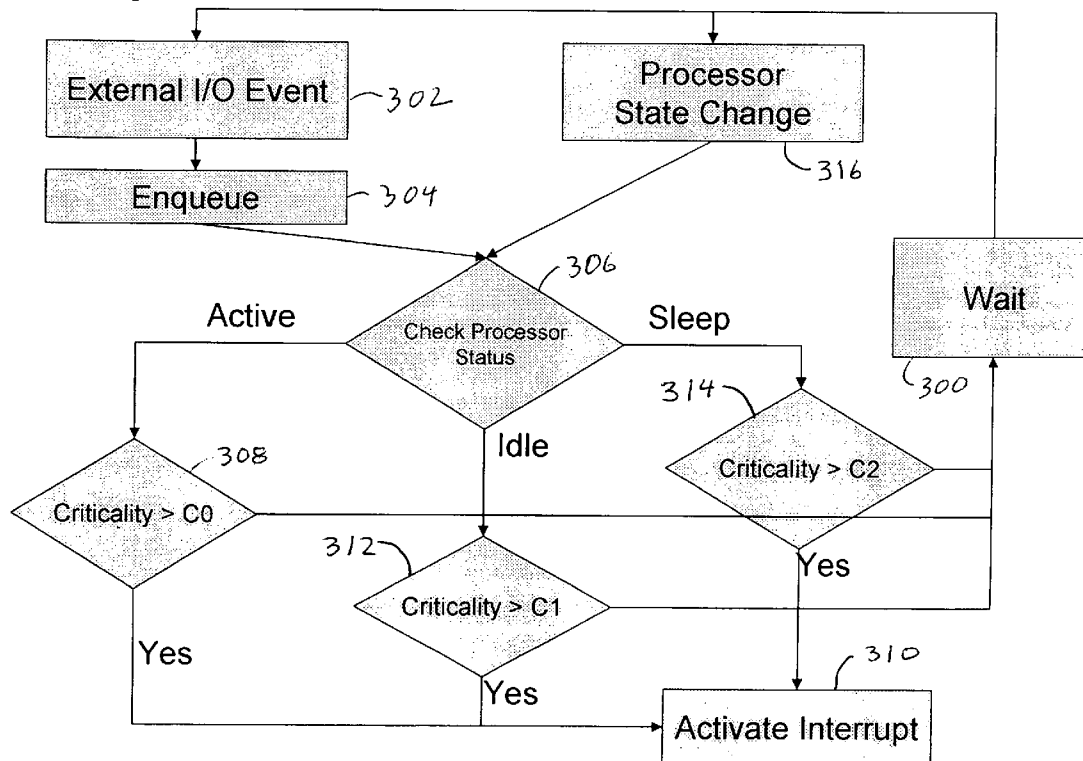 External I/O Event
302
Processor
State Change
316
Enqueue
304
306
Active
Check Processor
Status
Sleep
Wait
300
314
Idle
308
Criticality > C2
Criticality > C0
312
Yes
Criticality > C1
310
Yes
Yes
Activate Interrupt